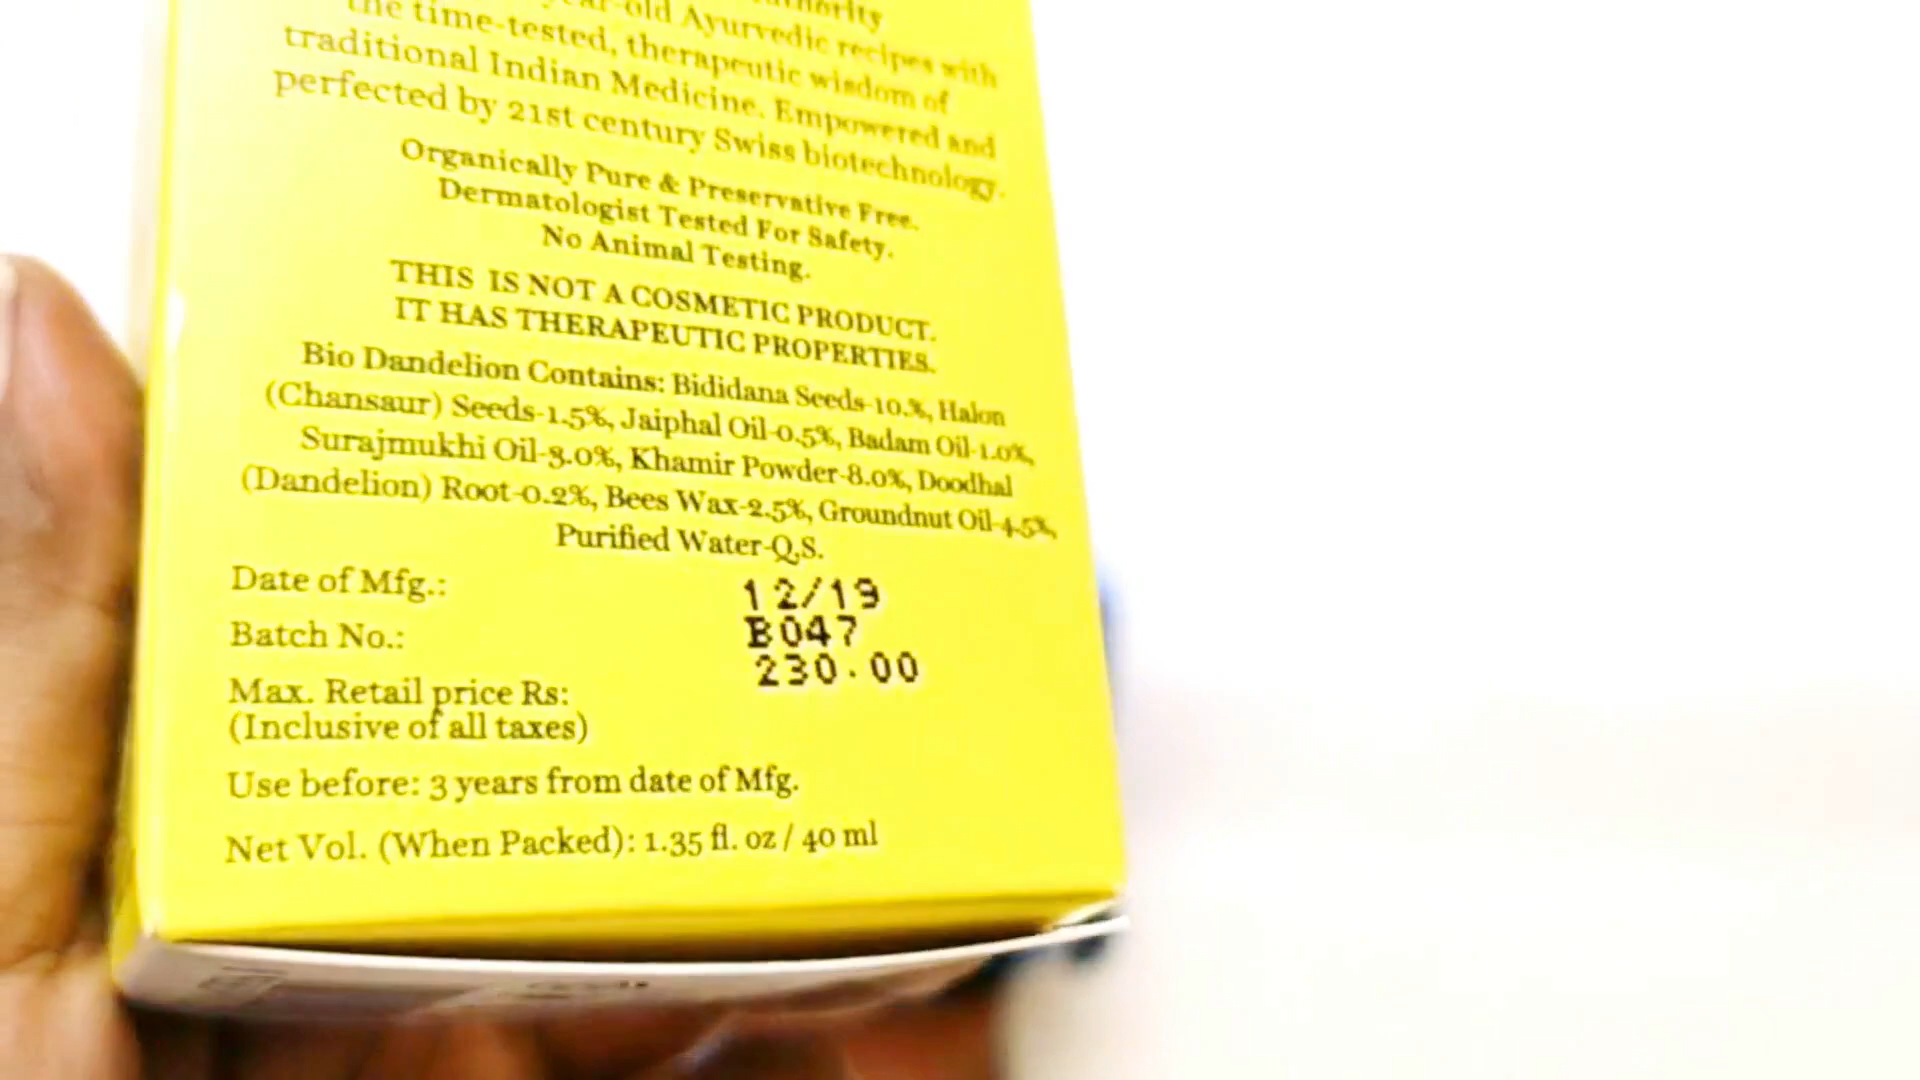 -old Ayurvedic recipes with
the time-tested, therapeutic wisdom of
traditional Indian Medicine. Empowered and
perfected by 21st century Swiss biotechnology.
Organically Pure & Preservative Free.
Dermatologist Tested For Safety.
No Animal Testing.
THIS IS NOT A COSMETIC PRODUCT.
IT HAS THERAPEUTIC PROPERTIES.
Bio Dandelion Contains: Bididana Seeds-10.%, Halon
(Chansaur) Seeds-1.5%, Jaiphal Oil-0.5%, Badam Oil-1.0%,
Surajmukhi Oil-3.0%, Khamir Powder-8.0%, Doodhal
(Dandelion) Root-0.2%, Bees Wax-2.5%, Groundnut Oil-4.5%,
Purified Water-Q.S.
Date of Mfg.: 12/19
Batch No.: B047
Max. Retail price Rs: 230.00
(Inclusive of all taxes)
Use before: 3 years from date of Mfg.
Net Vol. (When Packed): 1.35 fl. oz / 40 ml